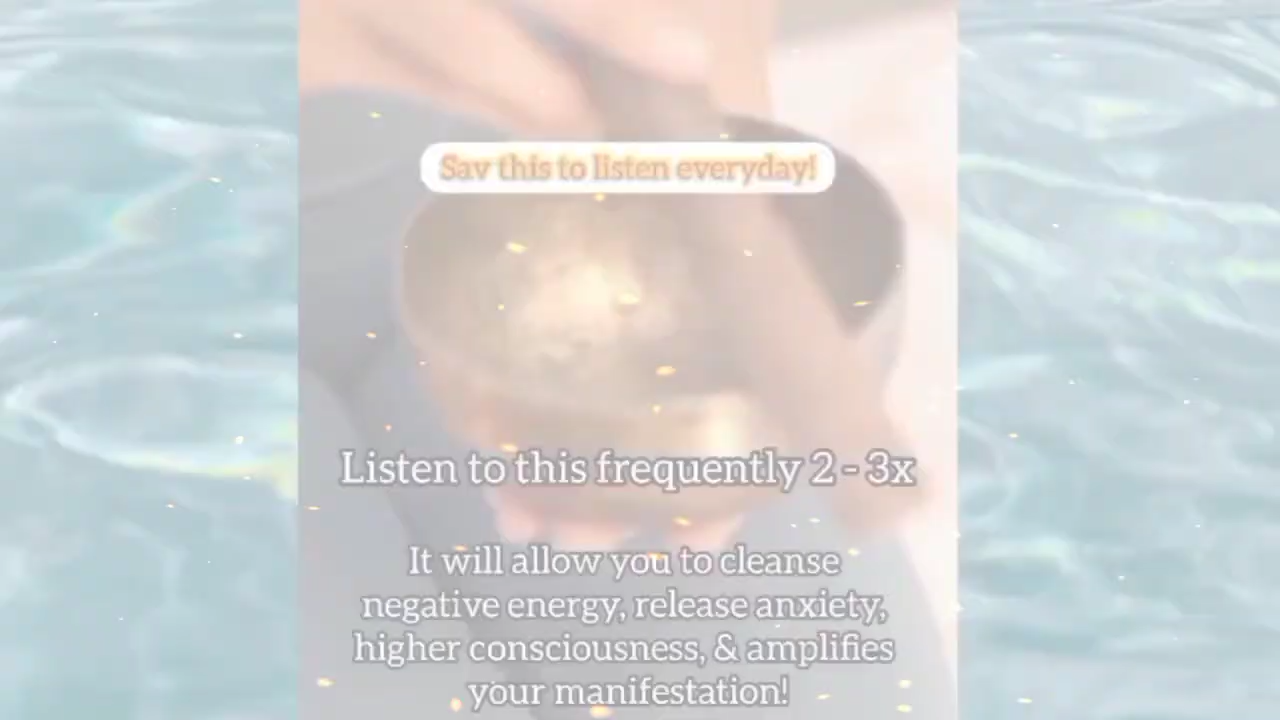 Sav this to listen everyday!
Listen to this frequently 2 - 3x
It will allow you to cleanse
negative energy, release anxiety,
higher consciousness, & amplifies
your manifestation!